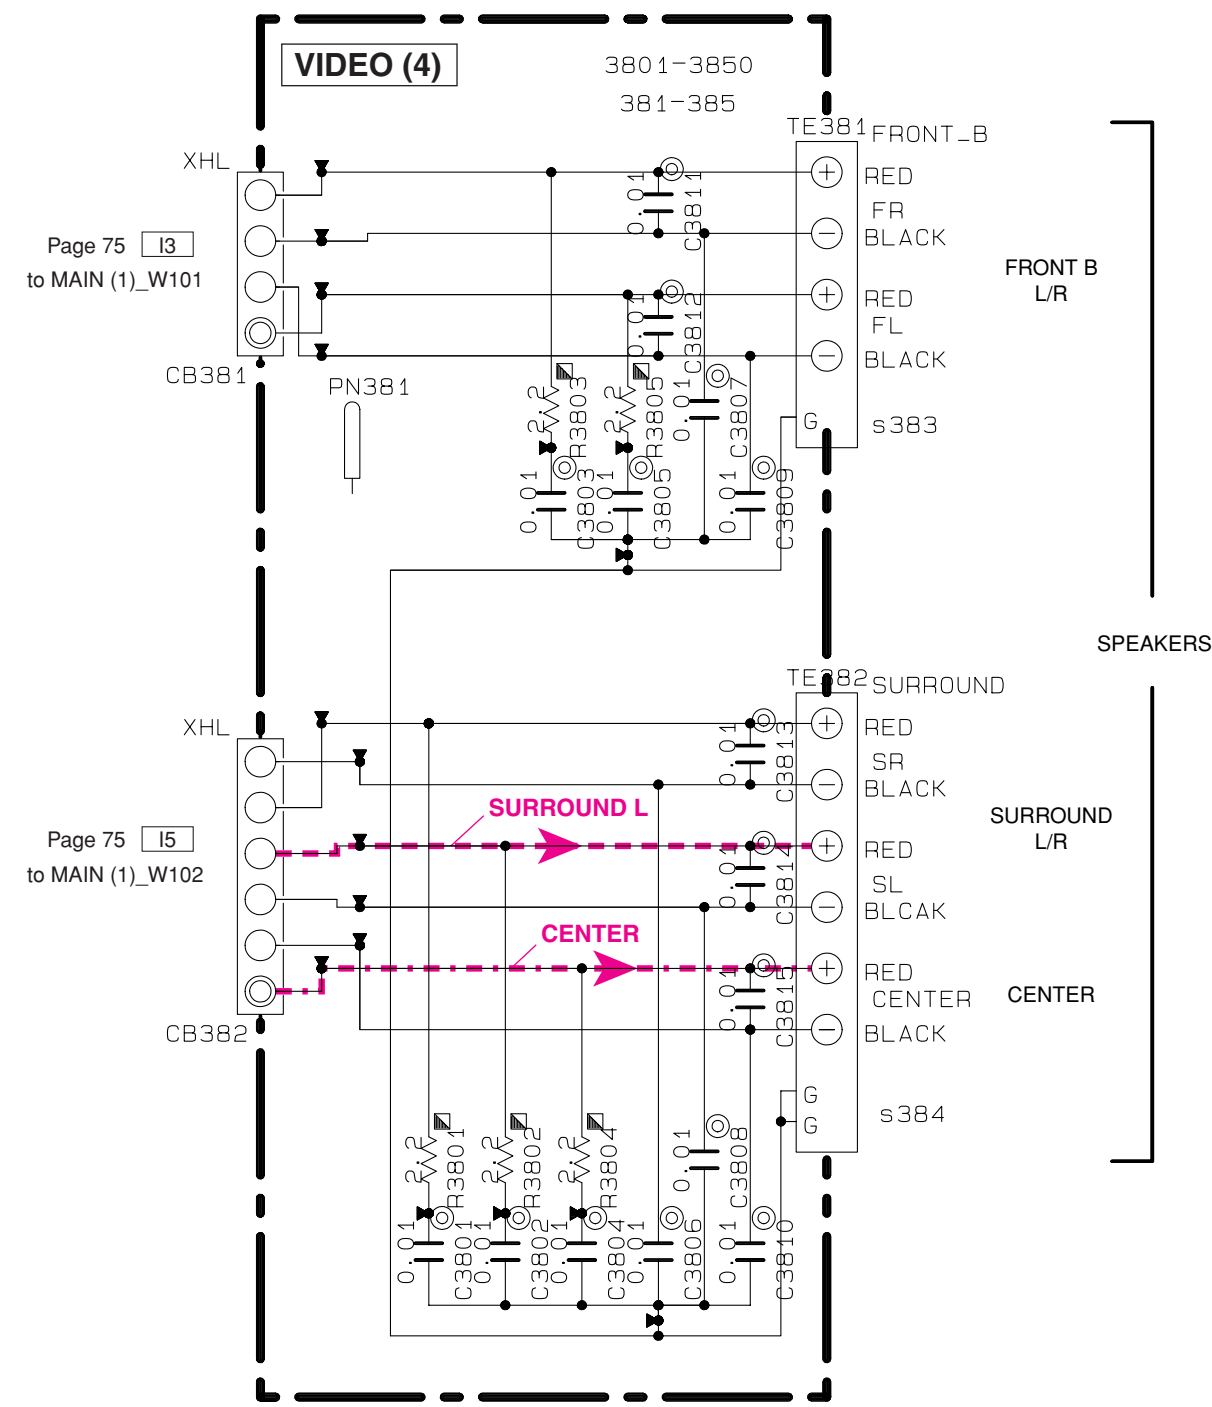 VIDEO (4)
3801-3850
381-385
TE381
FRONT_B
XHL
RED
FR
BLACK
RED
FL
BLACK
G
s383
Page 75 I3
to MAIN (1)_W101
CB381
PN381
0.01
C3811
0.01
C3812
2.2
R3803
2.2
R3805
0.01
C3807
0.01
C3803
0.01
C3805
0.01
C3809
FRONT B
L/R
SPEAKERS
TE382
SURROUND
XHL
RED
SR
BLACK
RED
SL
BLCAK
RED
CENTER
BLACK
G
G
s384
Page 75 I5
to MAIN (1)_W102
CB382
SURROUND L
CENTER
0.01
C3813
0.01
C3814
0.01
C3815
SURROUND
L/R
CENTER
2.2
R3801
2.2
R3802
2.2
R3804
0.01
C3808
0.01
C3801
0.01
C3802
0.01
C3804
0.01
C3806
0.01
C3810